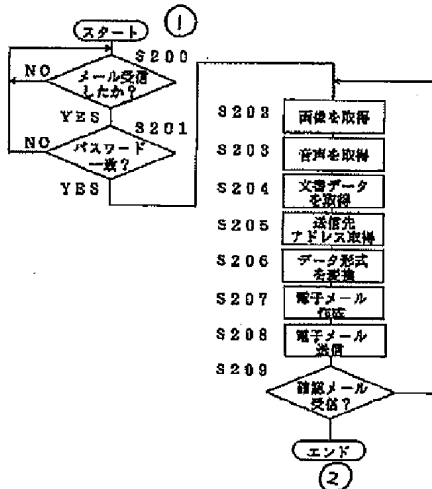 ①
スタート
S200
NO
メール受信
したか？
YES
S201
NO
パスワード
一致？
YES
S202
画像を取得
S203
音声を取得
S204
文書データ
を取得
S205
送信先
アドレス取得
S206
データ形式
を変換
S207
電子メール
作成
S208
電子メール
送信
S209
確認メール
受信？
エンド
②